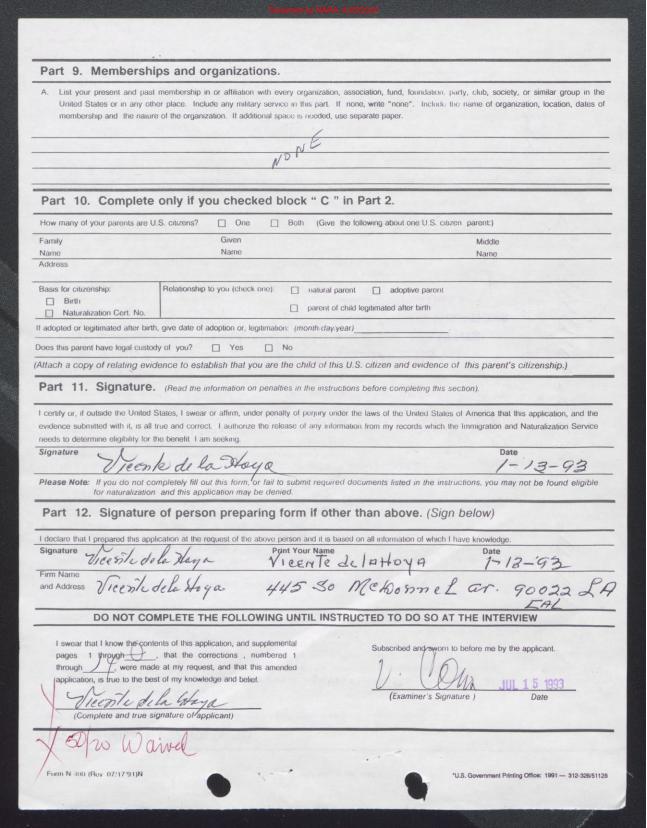 Part 9. Memberships and organizations.
A. List your present and past membership in or affiliation with every organization, association, fund, foundation, party, club, society, or similar group in the
United States or in any other place. Include any military service in this part. If none, write "none". Include the name of organization, location, dates of
membership and the nature of the organization. If additional space is needed, use separate paper.
NONE
Part 10. Complete only if you checked block " C " in Part 2.
How many of your parents are U.S. citizens? One Both (Give the following about one U.S. citizen parent:)
Family Given Middle
Name Name Name
Address
Basis for citizenship: Relationship to you (check one): natural parent adoptive parent
Birth
Naturalization Cert. No. parent of child legitimated after birth
If adopted or legitimated after birth, give date of adoption or, legitimation: (month/day/year)
Does this parent have legal custody of you? Yes No
(Attach a copy of relating evidence to establish that you are the child of this U.S. citizen and evidence of this parent's citizenship.)
Part 11. Signature. (Read the information on penalties in the instructions before completing this section).
I certify or, if outside the United States, I swear or affirm, under penalty of perjury under the laws of the United States of America that this application, and the
evidence submitted with it, is all true and correct. I authorize the release of any information from my records which the Immigration and Naturalization Service
needs to determine eligibility for the benefit I am seeking.
Signature Vicente de la Hoya Date 1-13-93
Please Note: If you do not completely fill out this form, or fail to submit required documents listed in the instructions, you may not be found eligible
for naturalization and this application may be denied.
Part 12. Signature of person preparing form if other than above. (Sign below)
I declare that I prepared this application at the request of the above person and it is based on all information of which I have knowledge.
Signature Vicente de la Hoya Print Your Name Vicente de la Hoya Date 1-13-93
Firm Name
and Address Vicente de la Hoya 445 So McDonnel ar. 90022 LA
CAL
DO NOT COMPLETE THE FOLLOWING UNTIL INSTRUCTED TO DO SO AT THE INTERVIEW
I swear that I know the contents of this application, and supplemental
pages 1 through 0, that the corrections , numbered 1
through were made at my request, and that this amended
application, is true to the best of my knowledge and belief.
Vicente de la Hoya
(Complete and true signature of applicant)
Subscribed and sworn to before me by the applicant.
JUL 15 1993
(Examiner's Signature ) Date
X 50/20 Waived
Form N-400 (Rev. 07/17/91)N
*U.S. Government Printing Office: 1991 — 312-328/51128